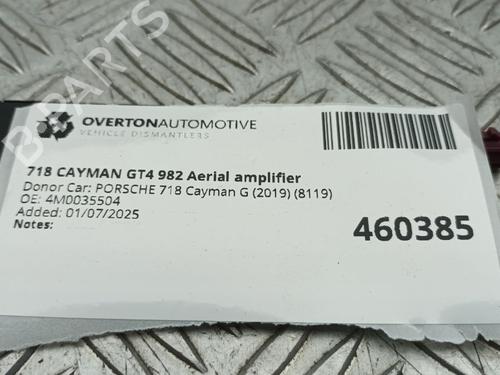 OVERTONAUTOMOTIVE
VEHICLE DISMANTLERS
718 CAYMAN GT4 982 Aerial amplifier
Donor Car: PORSCHE 718 Cayman G (2019) (8119)
OE: 4M0035504
Added: 01/07/2025
Notes:
460385
B-PARTS